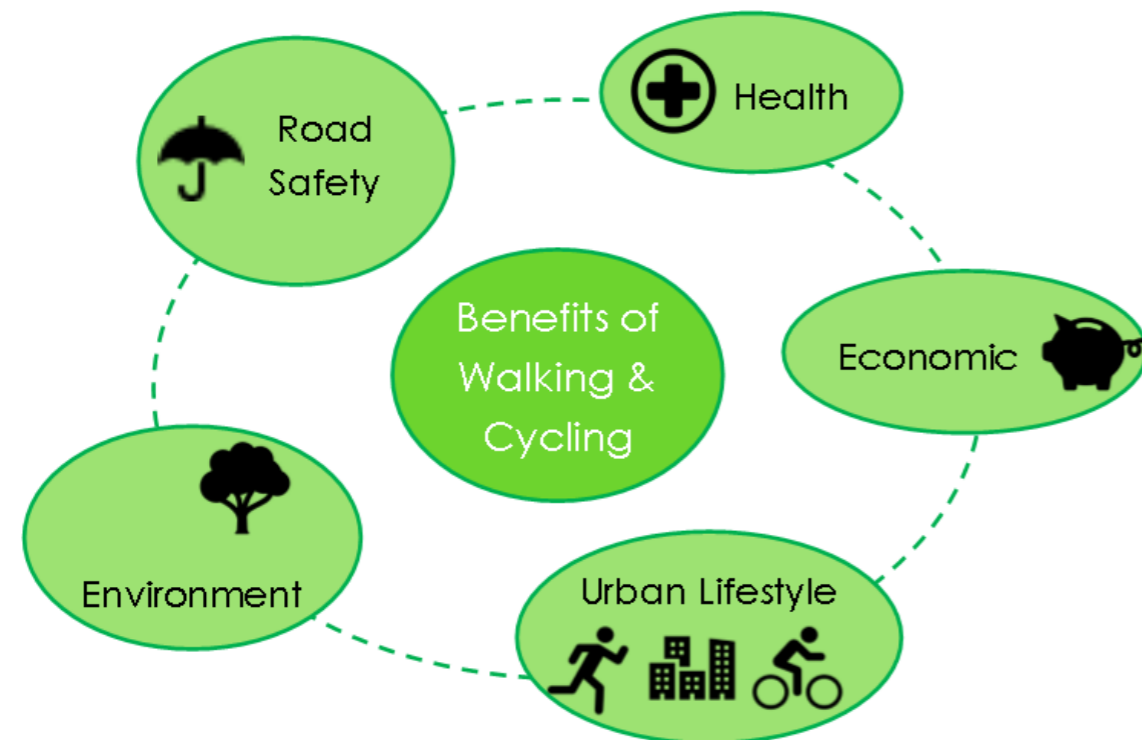 Benefits of
Walking &
Cycling
Health
Economic
Urban Lifestyle
Environment
Road
Safety